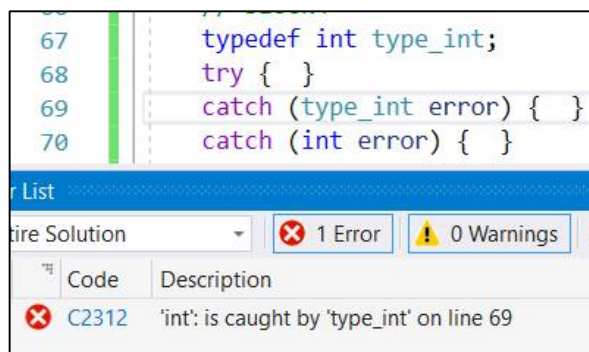 67 typedef int type_int;
68 try { }
69 catch (type_int error) { }
70 catch (int error) { }
List
Solution 1 Error 0 Warnings
Code Description
C2312 'int': is caught by 'type_int' on line 69